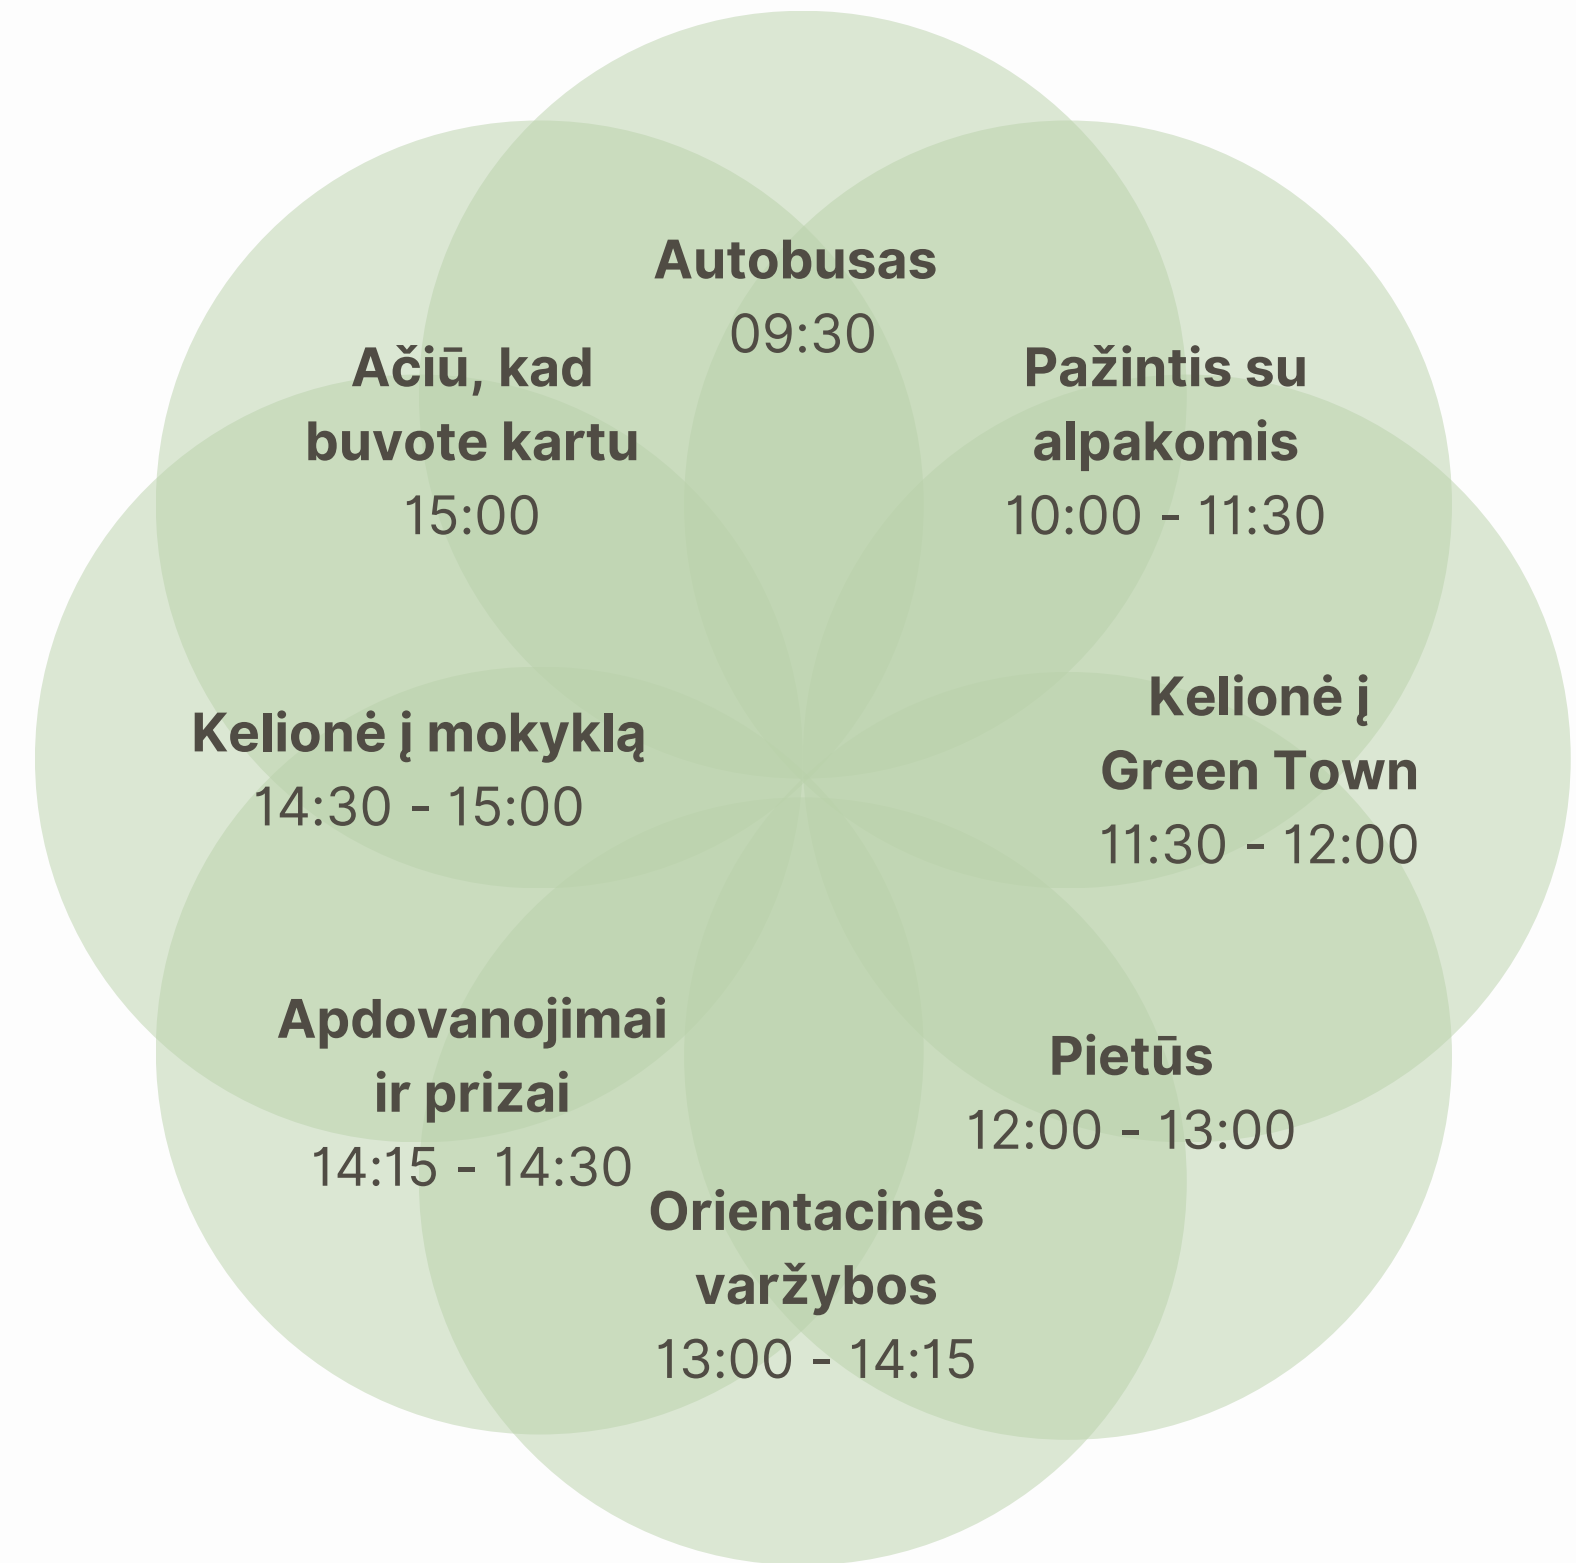 Autobusas
09:30
Pažintis su
alpakomis
10:00 - 11:30
Kelionė į
Green Town
11:30 - 12:00
Pietūs
12:00 - 13:00
Orientacinės
varžybos
13:00 - 14:15
Apdovanojimai
ir prizai
14:15 - 14:30
Kelionė į mokyklą
14:30 - 15:00
Ačiū, kad
buvote kartu
15:00